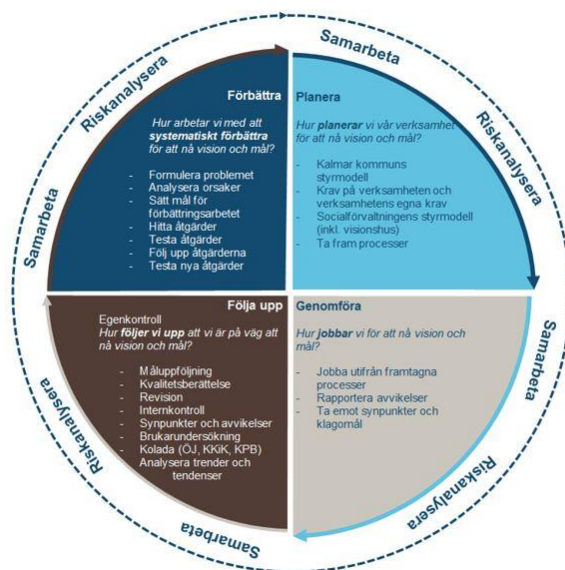 Samarbeta
Riskanalysera
Samarbeta
Riskanalysera
Samarbeta
Riskanalysera
Samarbeta
Riskanalysera
Förbättra
Hur arbetar vi med att
systematiskt förbättra
för att nå vision och mål?
- Formulera problemet
- Analysera orsaker
- Sätt mål för
förbättringsarbetet
- Hitta åtgärder
- Testa åtgärder
- Följ upp åtgärderna
- Testa nya åtgärder
Planera
Hur planerar vi vår verksamhet
för att nå vision och mål?
- Kalmar kommuns
styrmodell
- Krav på verksamheten och
verksamhetens egna krav
- Socialförvaltningens styrmodell
(inkl. visionshus)
- Ta fram processer
Följa upp
Egenkontroll
Hur följer vi upp att vi är på väg att
nå vision och mål?
- Måluppföljning
- Kvalitetsberättelse
- Revision
- Internkontroll
- Synpunkter och avvikelser
- Brukarundersökning
- Kolada (ÖJ, KKiK, KPB)
- Analysera trender och
tendenser
Genomföra
Hur jobbar vi för att nå vision och
mål?
- Jobba utifrån framtagna
processer
- Rapportera avvikelser
- Ta emot synpunkter och
klagomål